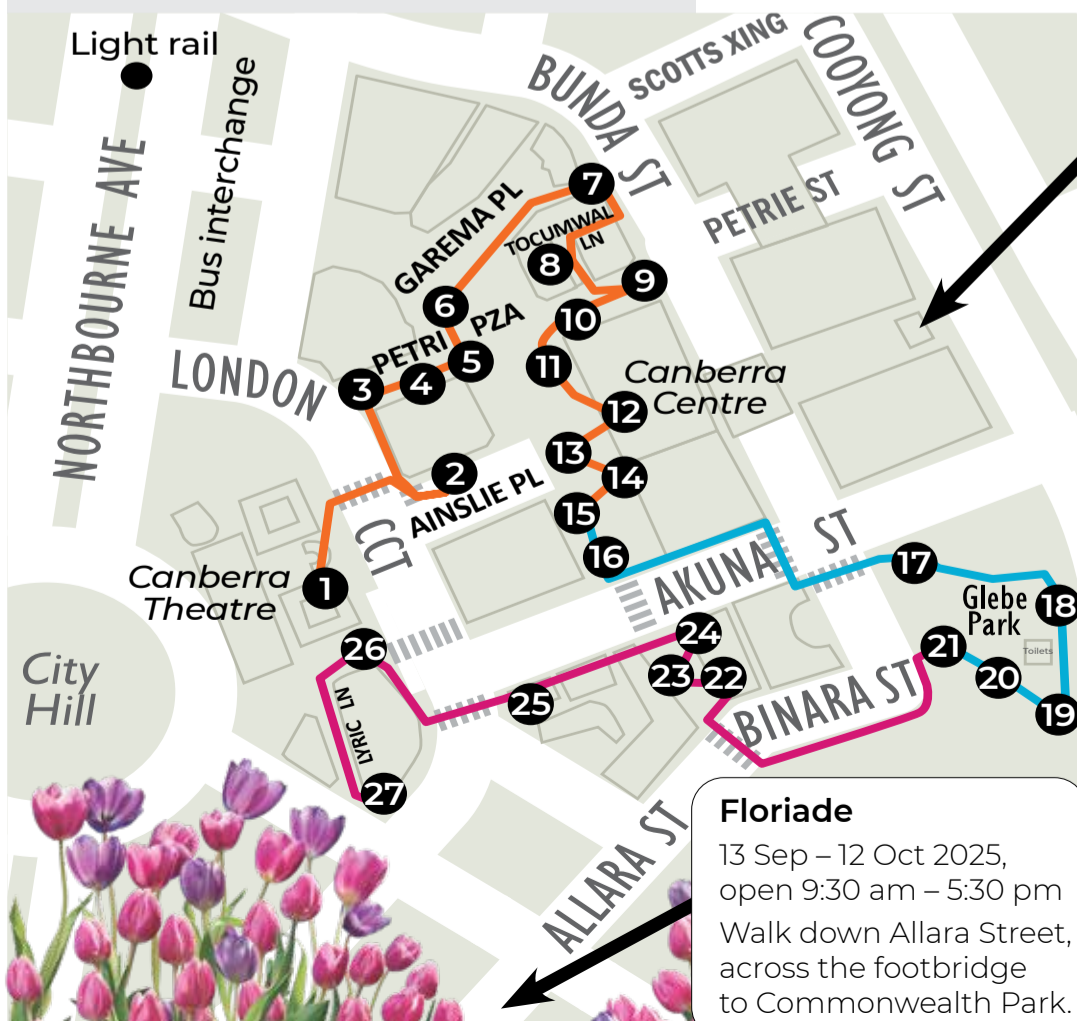 Light rail
Bus interchange
NORTHBOURNE AVE
BUNDA ST
SCOTTS XING
COOYONG ST
PETRIE ST
GAREMA PL
TOCUMWAL
LN
7
8
9
6
10
PETRI PZA
5
11
3
4
LONDON
CCT
Canberra
Centre
12
2
13
14
AINSLIE PL
15
16
AKUNA ST
17
Canberra
Theatre
1
Glebe
Park
18
Toilets
26
24
21
23
22
20
City
Hill
25
BINARA ST
19
LYRIC LN
27
ALLARA ST
Floriade
13 Sep – 12 Oct 2025,
open 9:30 am – 5:30 pm
Walk down Allara Street,
across the footbridge
to Commonwealth Park.